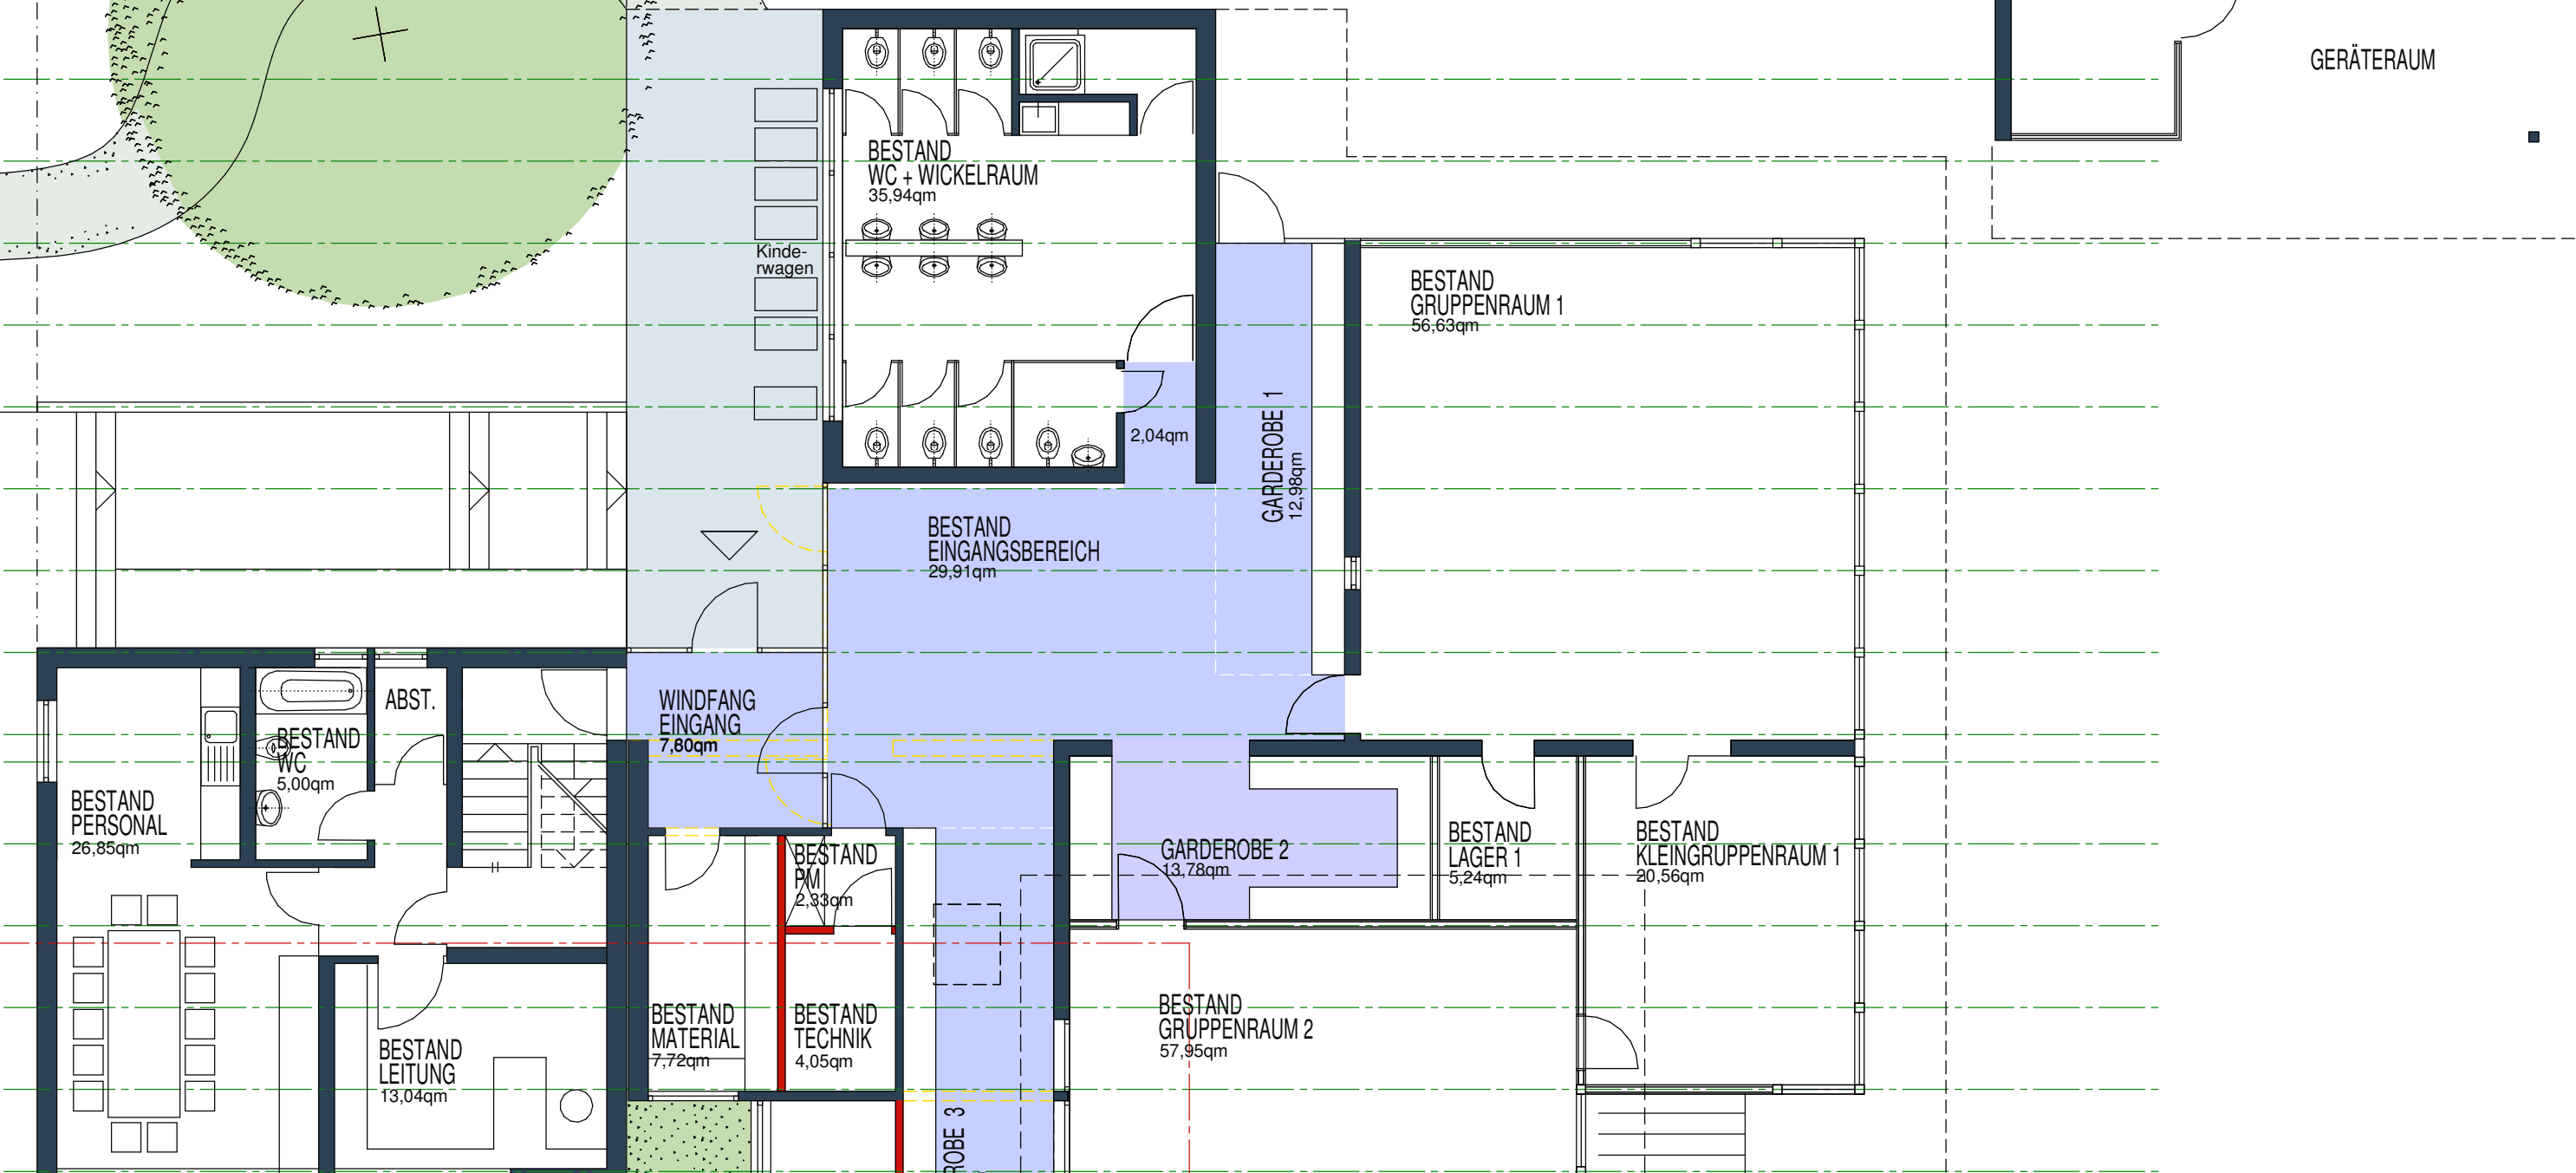 GERÄTERAUM
BESTAND
WC + WICKELRAUM
35,94qm
Kinde-
rwagen
BESTAND
GRUPPENRAUM 1
56,63qm
2,04qm
GARDEROBE 1
12,98qm
BESTAND
EINGANGSBEREICH
29,91qm
WINDFANG
EINGANG
7,80qm
ABST.
BESTAND
WC
5,00qm
BESTAND
PERSONAL
26,85qm
BESTAND
PM
2,33qm
GARDEROBE 2
13,78qm
BESTAND
LAGER 1
5,24qm
BESTAND
KLEINGRUPPENRAUM 1
20,56qm
BESTAND
LEITUNG
13,04qm
BESTAND
MATERIAL
7,72qm
BESTAND
TECHNIK
4,05qm
BESTAND
GRUPPENRAUM 2
57,95qm
ROBE 3